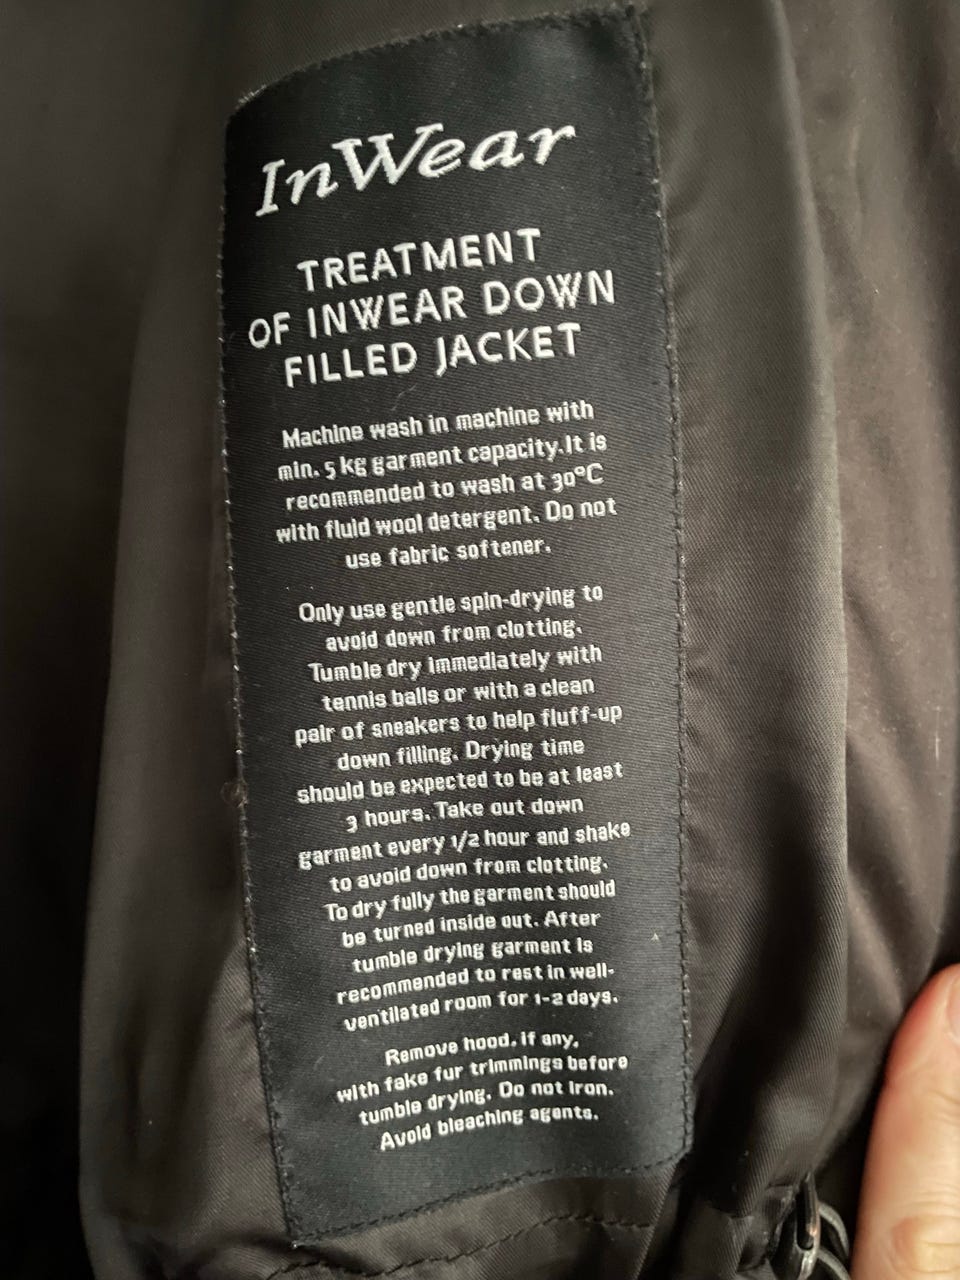 InWear
TREATMENT
OF INWEAR DOWN
FILLED JACKET
Machine wash in machine with
min. 5 kg garment capacity.It is
recommended to wash at 30°C
with fluid wool detergent. Do not
use fabric softener.
Only use gentle spin-drying to
avoid down from clotting.
Tumble dry immediately with
tennis balls or with a clean
pair of sneakers to help fluff-up
down filling. Drying time
should be expected to be at least
3 hours. Take out down
garment every 1/2 hour and shake
to avoid down from clotting.
To dry fully the garment should
be turned inside out. After
tumble drying garment is
recommended to rest in well-
ventilated room for 1-2 days.
Remove hood, if any,
with fake fur trimmings before
tumble drying. Do not iron.
Avoid bleaching agents.